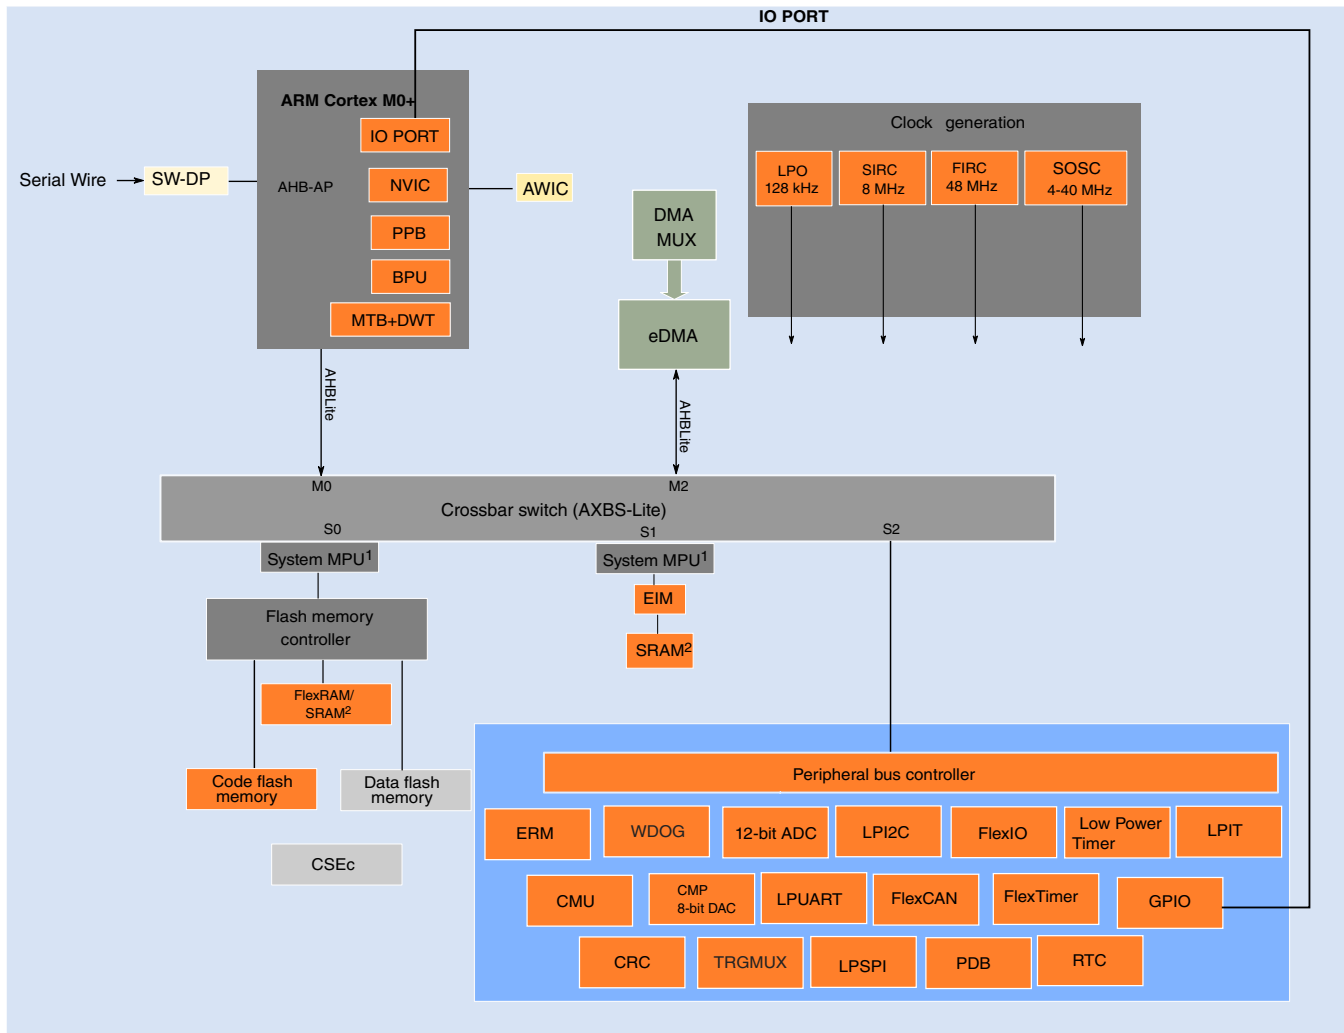 IO PORT
ARM Cortex M0+
IO PORT
Serial Wire
SW-DP
AHB-AP
NVIC
AWIC
PPB
BPU
MTB+DWT
DMA
MUX
eDMA
Clock generation
LPO
128 kHz
SIRC
8 MHz
FIRC
48 MHz
SOSC
4-40 MHz
AHBLite
AHBLite
M0
M2
Crossbar switch (AXBS-Lite)
S0
S1
S2
System MPU1
System MPU1
EIM
SRAM2
Flash memory
controller
FlexRAM/
SRAM2
Code flash
memory
Data flash
memory
CSEc
Peripheral bus controller
ERM
WDOG
12-bit ADC
LPI2C
FlexIO
Low Power
Timer
LPIT
CMU
CMP
8-bit DAC
LPUART
FlexCAN
FlexTimer
GPIO
CRC
TRGMUX
LPSPI
PDB
RTC